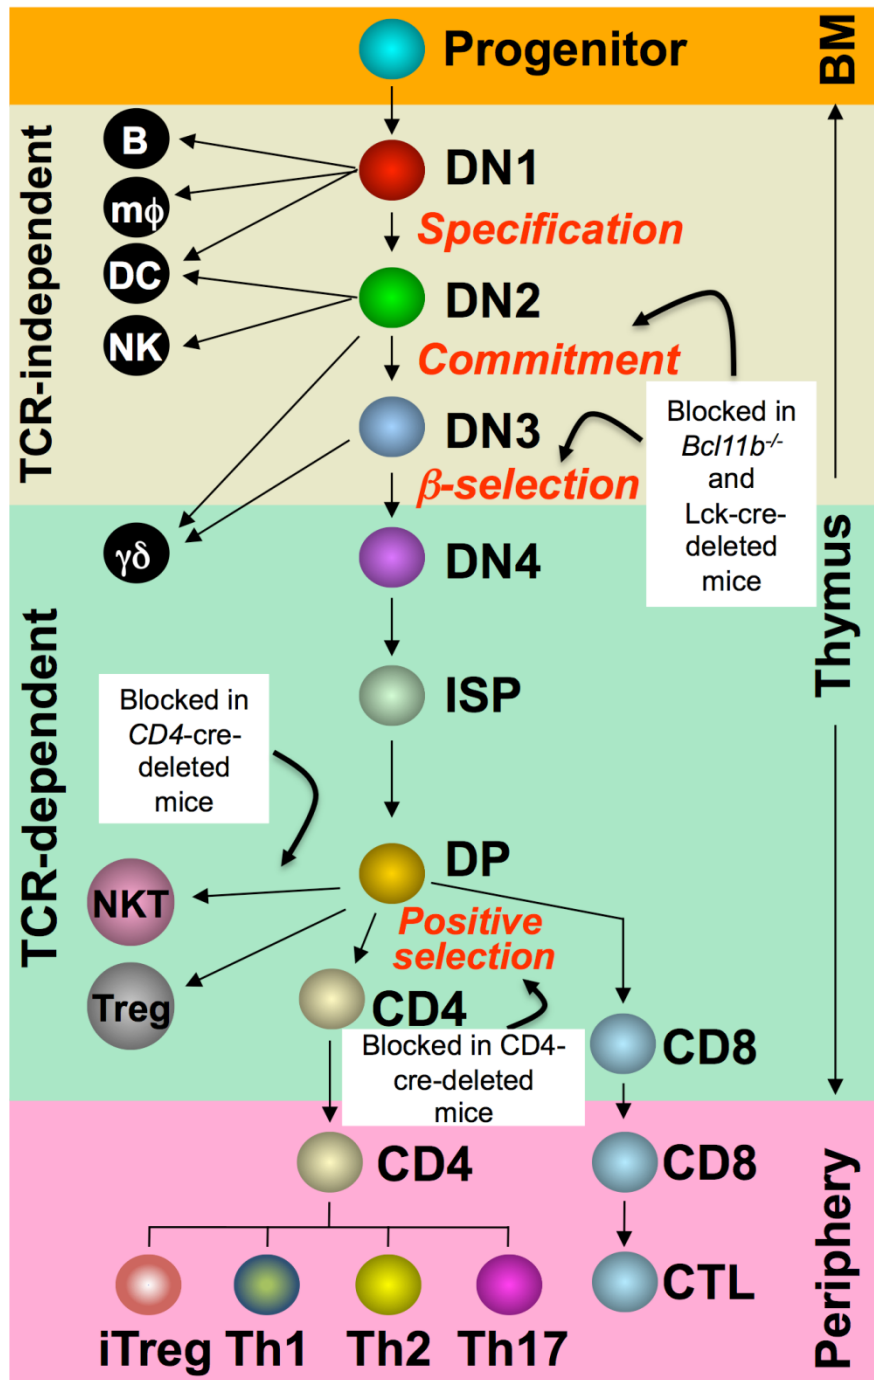 Progenitor
BM
TCR-independent
B
mϕ
DC
NK
DN1
Specification
DN2
Commitment
DN3
β-selection
Blocked in
Bcl11b-/-
and
Lck-cre-
deleted
mice
Thymus
TCR-dependent
γδ
DN4
ISP
Blocked in
CD4-cre-
deleted
mice
DP
NKT
Treg
Positive
selection
CD4
CD8
Blocked in CD4-
cre-deleted
mice
Periphery
CD4
CD8
CTL
iTreg
Th1
Th2
Th17